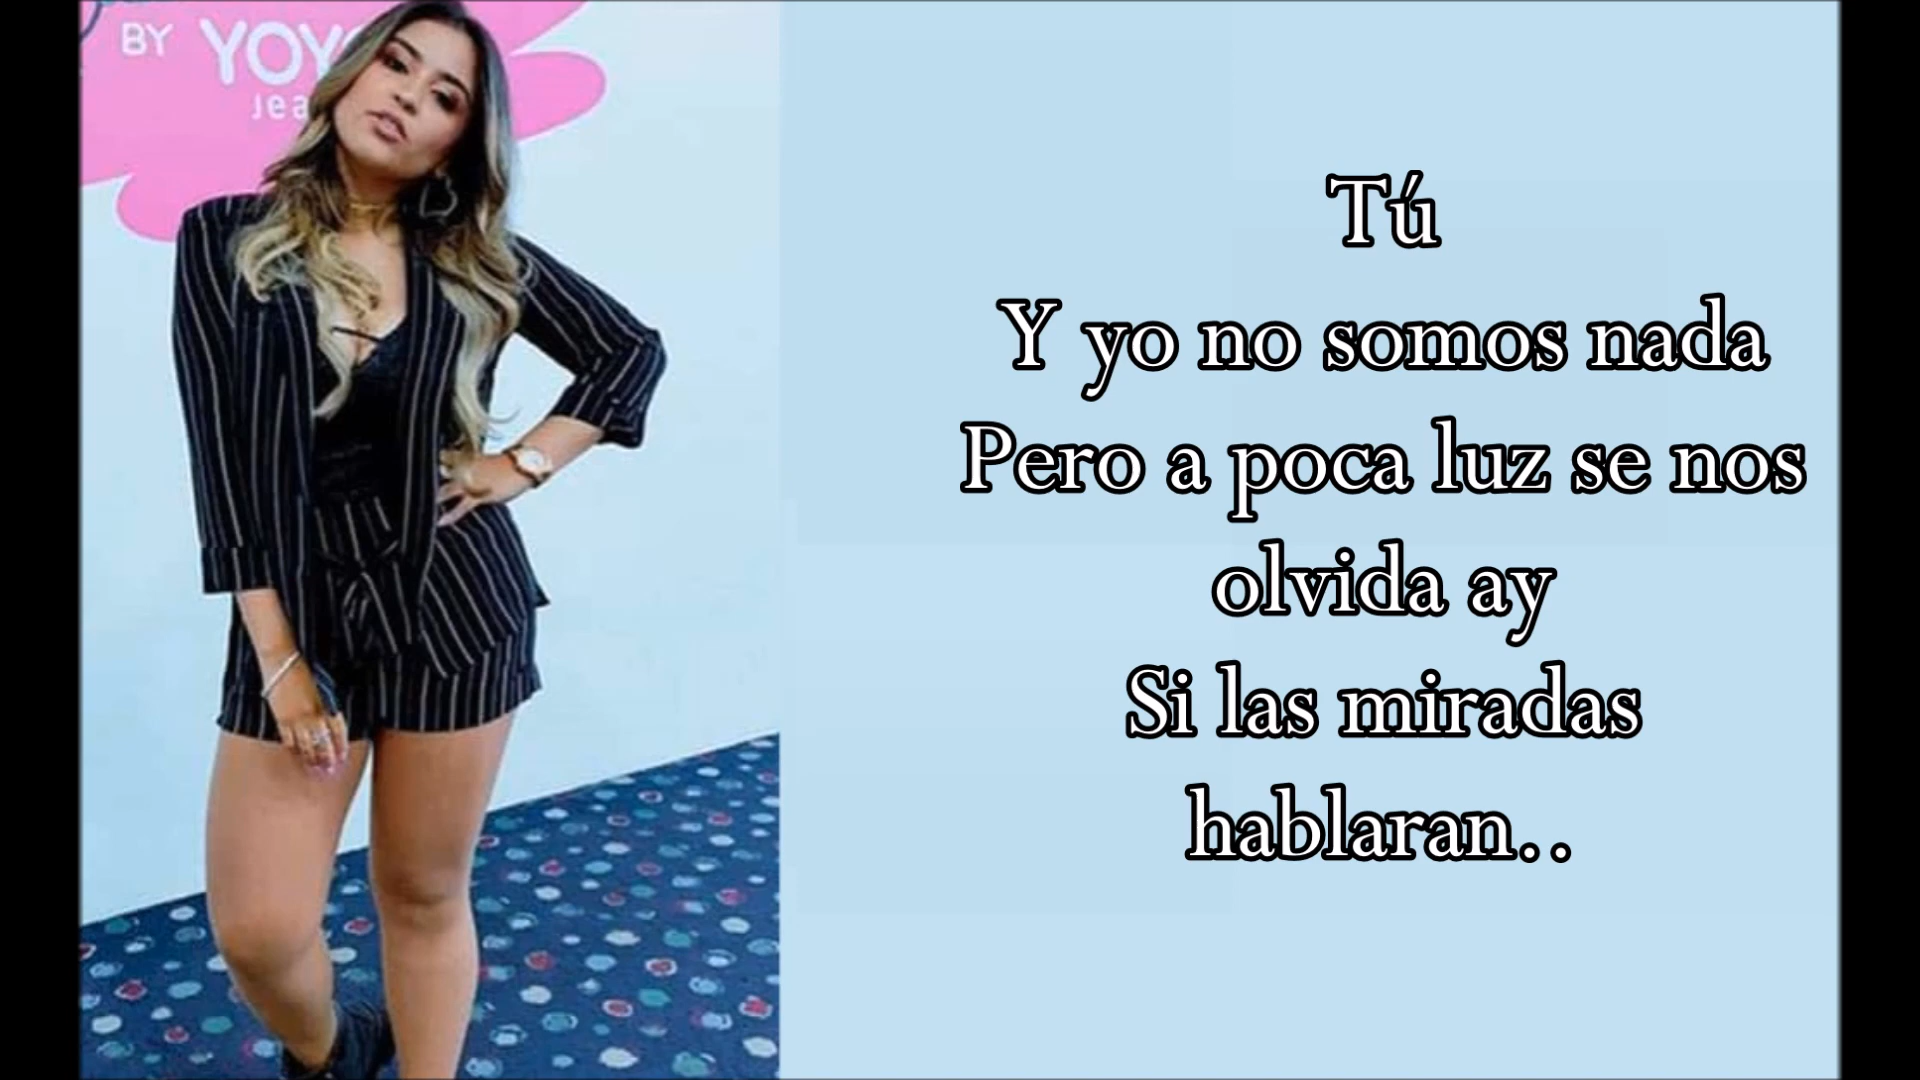 BY YOY
Jea
Tú
Y yo no somos nada
Pero a poca luz se nos
olvida ay
Si las miradas
hablaran..